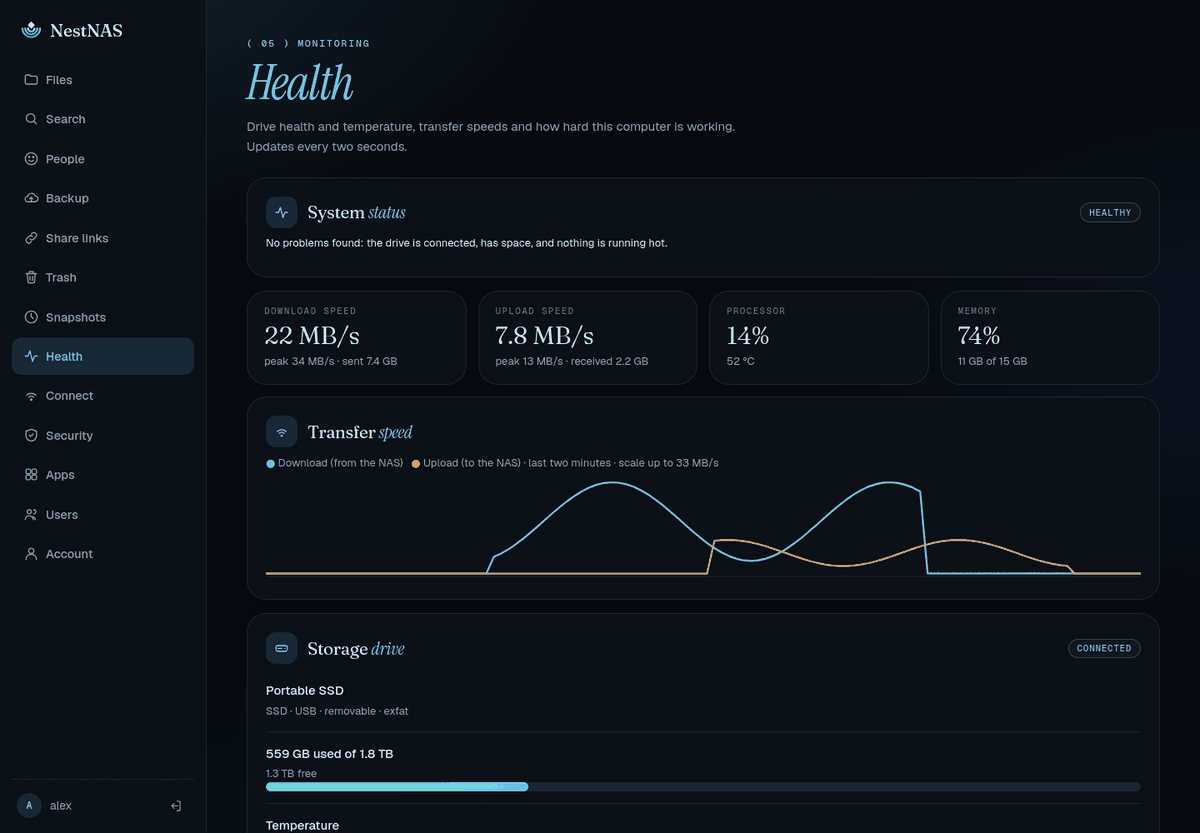 NestNAS
Files
Search
People
Backup
Share links
Trash
Snapshots
Health
Connect
Security
Apps
Users
Account
A alex
( 05 ) MONITORING
Health
Drive health and temperature, transfer speeds and how hard this computer is working.
Updates every two seconds.
System status
HEALTHY
No problems found: the drive is connected, has space, and nothing is running hot.
DOWNLOAD SPEED
22 MB/s
peak 34 MB/s · sent 7.4 GB
UPLOAD SPEED
7.8 MB/s
peak 13 MB/s · received 2.2 GB
PROCESSOR
14%
52 °C
MEMORY
74%
11 GB of 15 GB
Transfer speed
Download (from the NAS) Upload (to the NAS) · last two minutes · scale up to 33 MB/s
Storage drive
CONNECTED
Portable SSD
SSD · USB · removable · exfat
559 GB used of 1.8 TB
1.3 TB free
Temperature